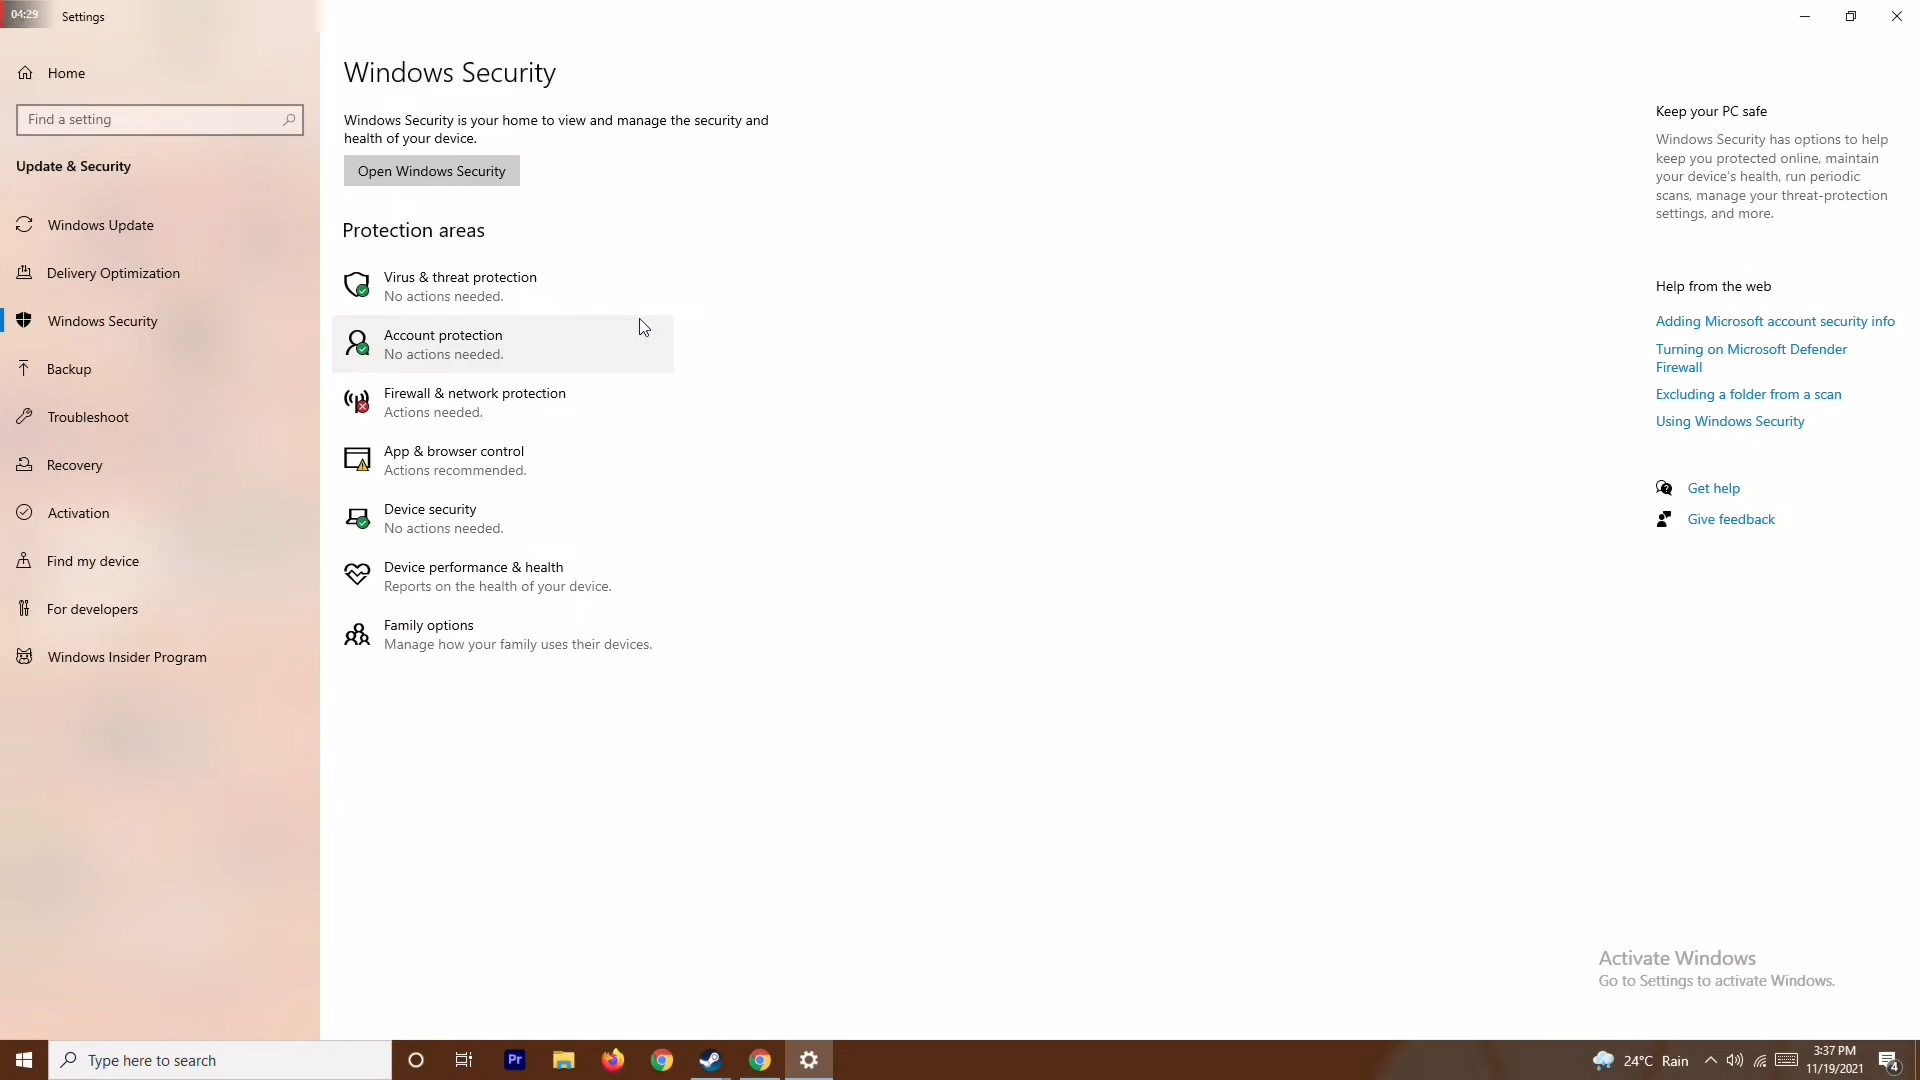 04:29
Settings
Home
Find a setting
Update & Security
Windows Update
Delivery Optimization
Windows Security
Backup
Troubleshoot
Recovery
Activation
Find my device
For developers
Windows Insider Program
Windows Security
Windows Security is your home to view and manage the security and
health of your device.
Open Windows Security
Protection areas
Virus & threat protection
No actions needed.
Account protection
No actions needed.
Firewall & network protection
Actions needed.
App & browser control
Actions recommended.
Device security
No actions needed.
Device performance & health
Reports on the health of your device.
Family options
Manage how your family uses their devices.
Keep your PC safe
Windows Security has options to help
keep you protected online, maintain
your device's health, run periodic
scans, manage your threat-protection
settings, and more.
Help from the web
Adding Microsoft account security info
Turning on Microsoft Defender
Firewall
Excluding a folder from a scan
Using Windows Security
Get help
Give feedback
Activate Windows
Go to Settings to activate Windows.
Type here to search
Pr
24°C Rain
3:37 PM
11/19/2021
4